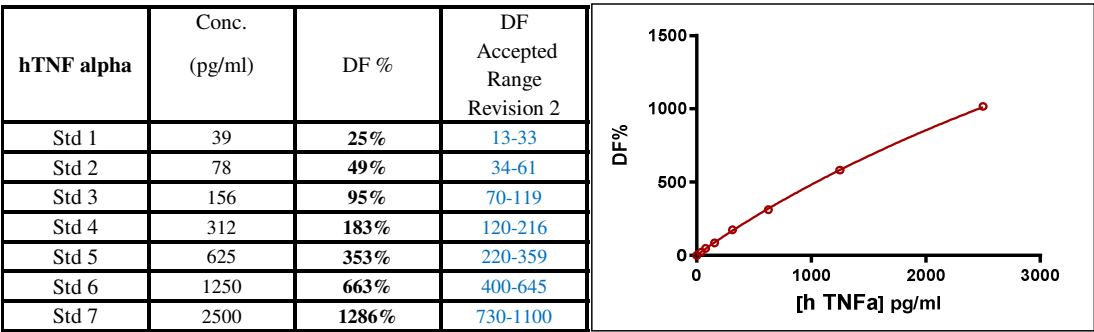 hTNF alpha Conc. (pg/ml) DF % DF Accepted Range Revision 2
Std 1 39 25% 13-33
Std 2 78 49% 34-61
Std 3 156 95% 70-119
Std 4 312 183% 120-216
Std 5 625 353% 220-359
Std 6 1250 663% 400-645
Std 7 2500 1286% 730-1100
1500
1000
500
0
DF%
0 1000 2000 3000
[h TNFa] pg/ml